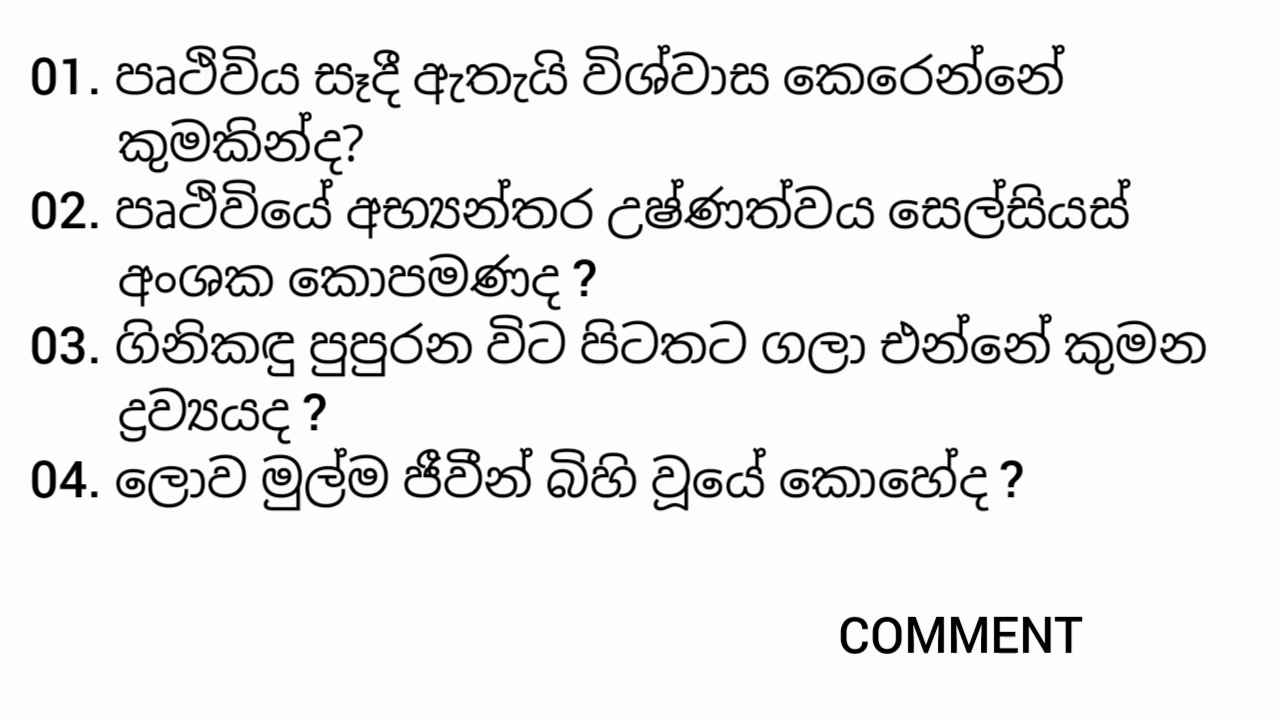 01. පෘථිවිය සෑදී ඇතැයි විශ්වාස කෙරෙන්නේ
කුමකින්ද?
02. පෘථිවියේ අභ්‍යන්තර උෂ්ණත්වය සෙල්සියස්
අංශක කොපමණද ?
03. ගිනිකඳු පුපුරන විට පිටතට ගලා එන්නේ කුමන
ද්‍රව්‍යයද ?
04. ලොව මුල්ම ජීවීන් බිහි වූයේ කොහේද ?
COMMENT